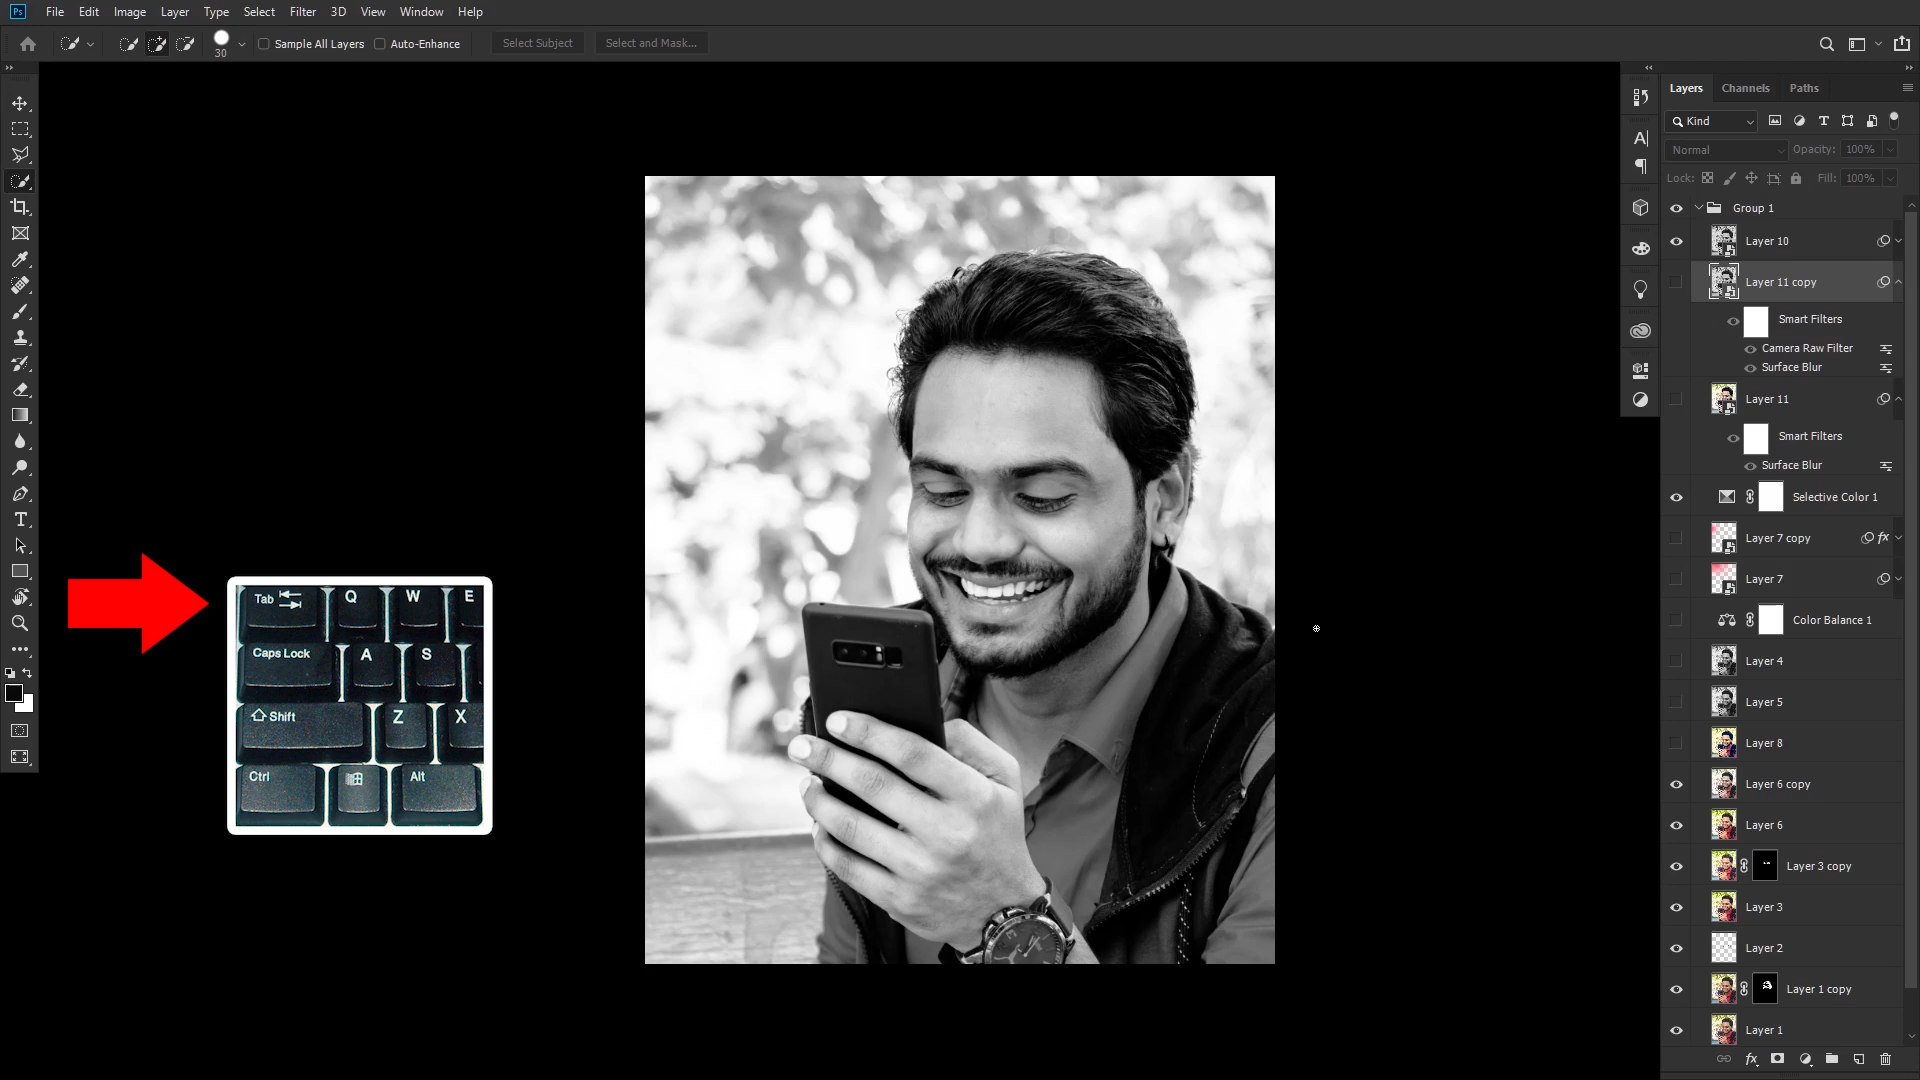 Ps File Edit Image Layer Type Select Filter 3D View Window Help
30 Sample All Layers Auto-Enhance Select Subject Select and Mask...
Layers Channels Paths
Kind
Normal Opacity: 100%
Lock: Fill: 100%
Group 1
Layer 10
Layer 11 copy
Smart Filters
Camera Raw Filter
Surface Blur
Layer 11
Smart Filters
Surface Blur
Selective Color 1
Layer 7 copy fx
Layer 7
Color Balance 1
Layer 4
Layer 5
Layer 8
Layer 6 copy
Layer 6
Layer 3 copy
Layer 3
Layer 2
Layer 1 copy
Layer 1
fx
Tab Q W E
Caps Lock A S
Shift Z X
Ctrl Alt